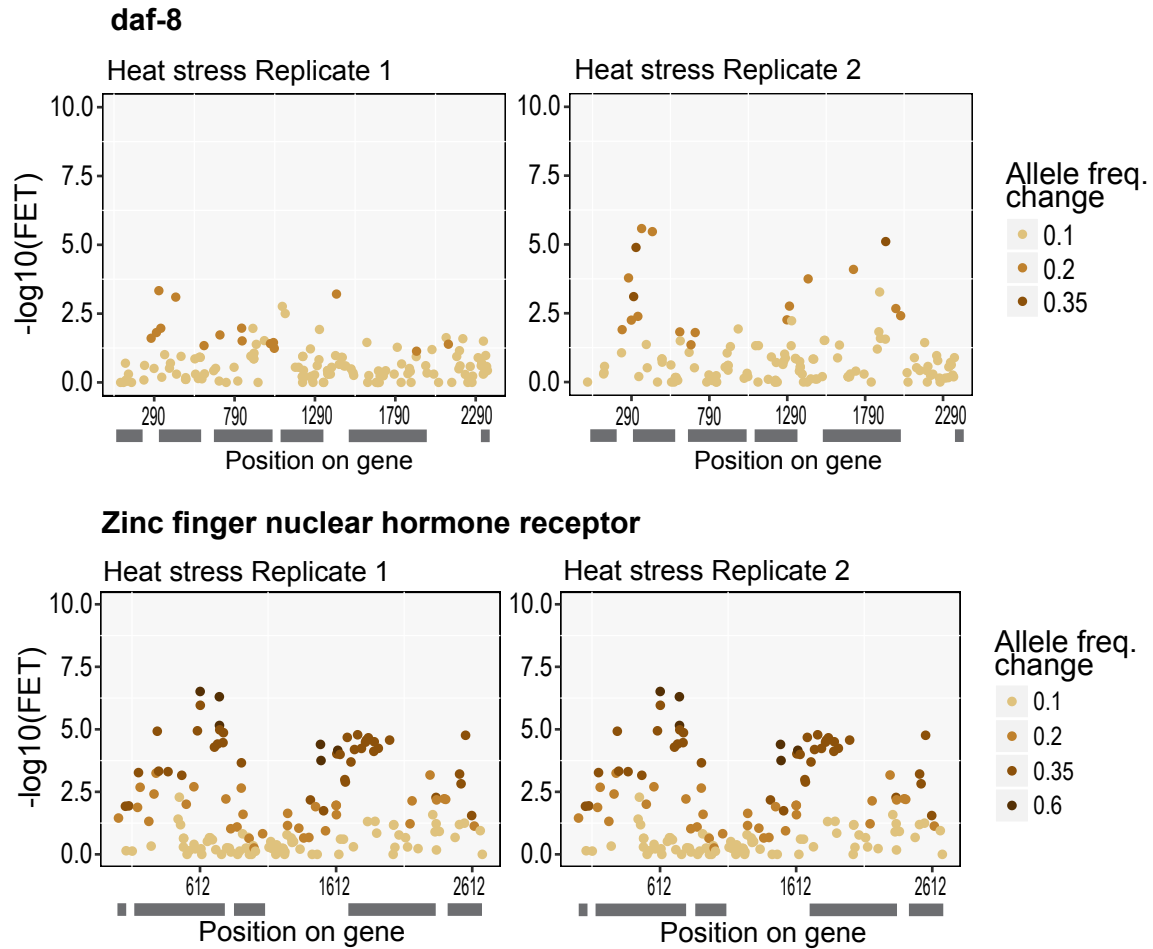 daf-8
Heat stress Replicate 1
Heat stress Replicate 2
-log10(FET)
10.0
7.5
5.0
2.5
0.0
290 790 1290 1790 2290
Position on gene
10.0
7.5
5.0
2.5
0.0
290 790 1290 1790 2290
Position on gene
Allele freq.
change
0.1
0.2
0.35
Zinc finger nuclear hormone receptor
Heat stress Replicate 1
Heat stress Replicate 2
-log10(FET)
10.0
7.5
5.0
2.5
0.0
612 1612 2612
Position on gene
10.0
7.5
5.0
2.5
0.0
612 1612 2612
Position on gene
Allele freq.
change
0.1
0.2
0.35
0.6